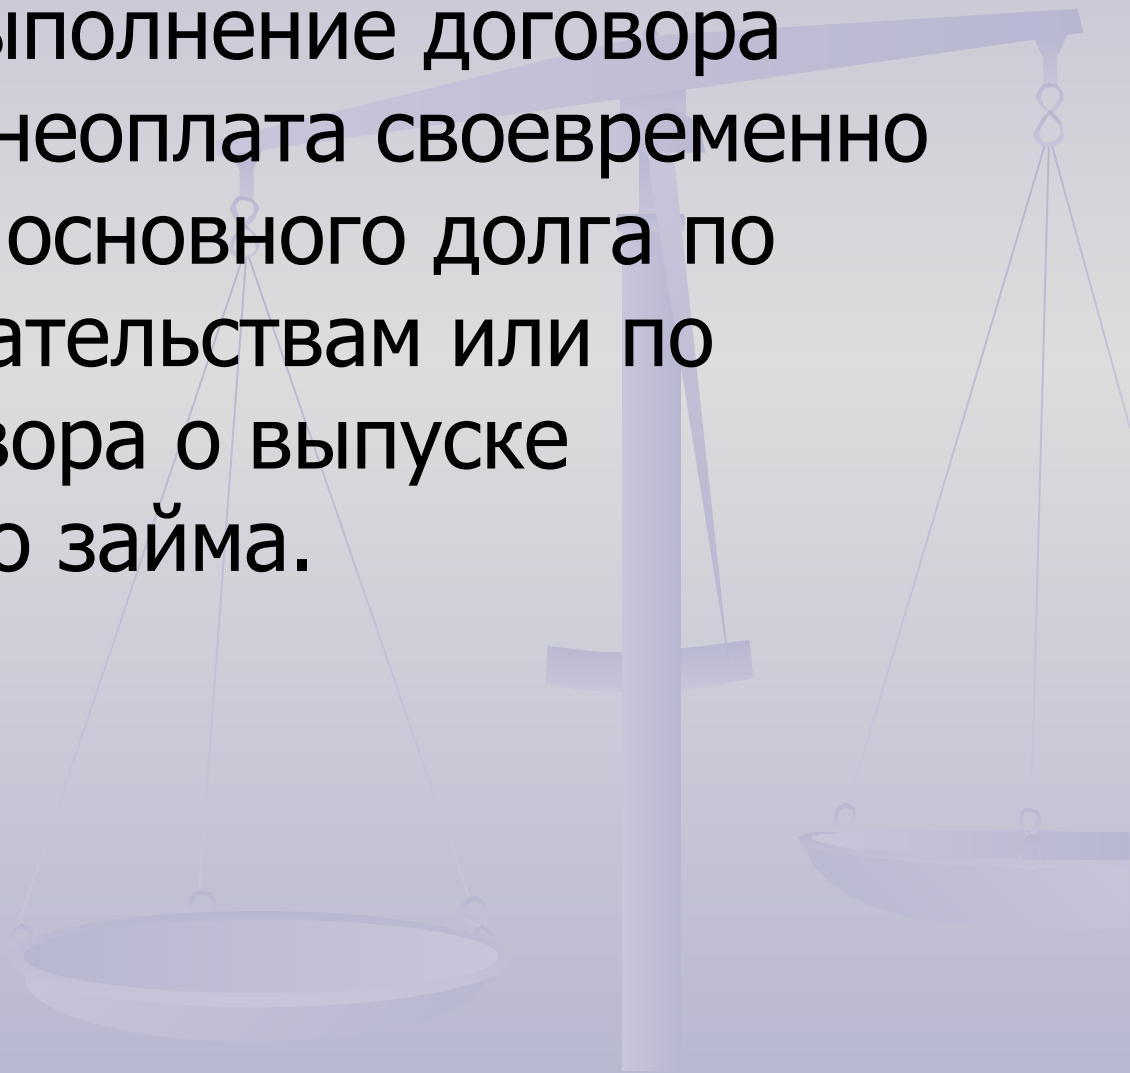 ыполнение договора
неоплата своевременно
основного долга по
ательствам или по
вора о выпуске
о займа.